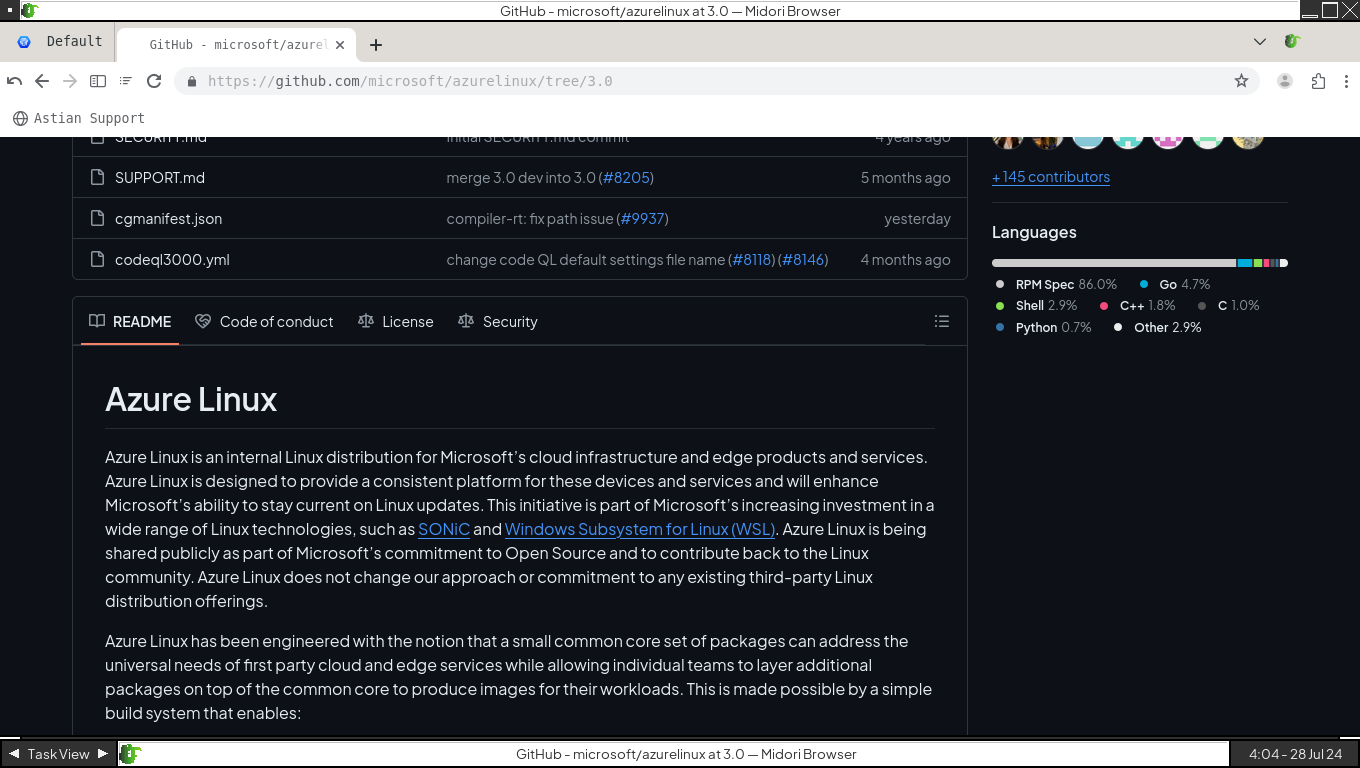 GitHub - microsoft/azurelinux at 3.0 — Midori Browser
Default
GitHub - microsoft/azurel
https://github.com/microsoft/azurelinux/tree/3.0
Astian Support
SECURITY.md initial SECURITY.md commit 4 years ago
SUPPORT.md merge 3.0 dev into 3.0 (#8205) 5 months ago
cgmanifest.json compiler-rt: fix path issue (#9937) yesterday
codeql3000.yml change code QL default settings file name (#8118) (#8146) 4 months ago
+ 145 contributors
Languages
RPM Spec 86.0% Go 4.7%
Shell 2.9% C++ 1.8% C 1.0%
Python 0.7% Other 2.9%
README Code of conduct License Security
Azure Linux
Azure Linux is an internal Linux distribution for Microsoft's cloud infrastructure and edge products and services.
Azure Linux is designed to provide a consistent platform for these devices and services and will enhance
Microsoft's ability to stay current on Linux updates. This initiative is part of Microsoft's increasing investment in a
wide range of Linux technologies, such as SONiC and Windows Subsystem for Linux (WSL). Azure Linux is being
shared publicly as part of Microsoft's commitment to Open Source and to contribute back to the Linux
community. Azure Linux does not change our approach or commitment to any existing third-party Linux
distribution offerings.
Azure Linux has been engineered with the notion that a small common core set of packages can address the
universal needs of first party cloud and edge services while allowing individual teams to layer additional
packages on top of the common core to produce images for their workloads. This is made possible by a simple
build system that enables:
Task View
GitHub - microsoft/azurelinux at 3.0 — Midori Browser
4:04 - 28 Jul 24